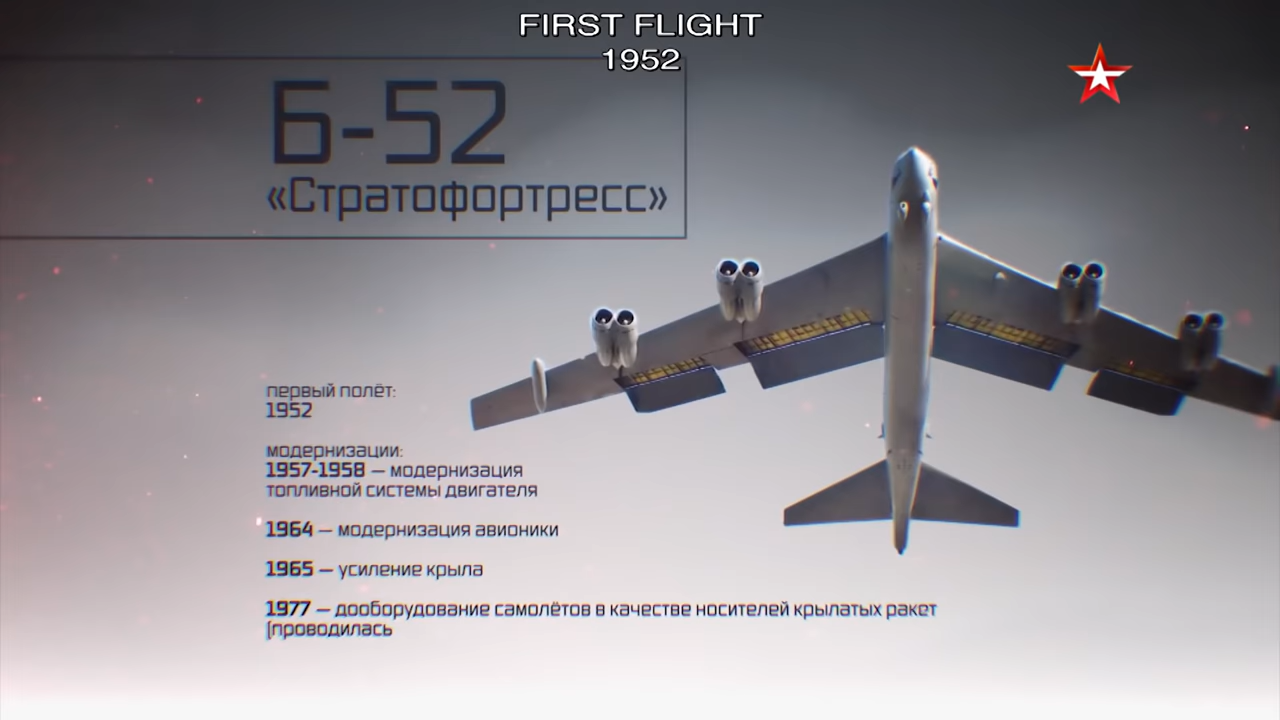 FIRST FLIGHT
1952
Б-52
«Стратофортресс»
первый полёт:
1952
модернизации:
1957-1958 — модернизация
топливной системы двигателя
1964 — модернизация авионики
1965 — усиление крыла
1977 — дооборудование самолётов в качестве носителей крылатых ракет
(проводилась